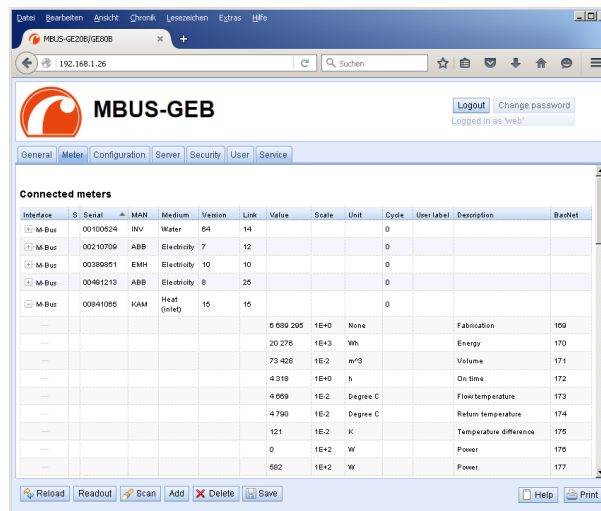 Datei Bearbeiten Ansicht Chronik Lesezeichen Extras Hilfe
MBUS-GE20B/GE80B
192.168.1.26 Suchen
MBUS-GEB
Logout Change password
Logged in as 'web'
General Meter Configuration Server Security User Service
Connected meters
Interface S Serial MAN Medium Version Link Value Scale Unit Cycle User label Description BacNet
M-Bus 00100524 INV Water 64 14 0
M-Bus 00210709 ABB Electricity 7 12 0
M-Bus 00389851 EMH Electricity 10 10 0
M-Bus 00491213 ABB Electricity 8 25 0
M-Bus 00841065 KAM Heat (inlet) 15 15 0
6 689 295 1E+0 None Fabrication 169
20 276 1E+3 Wh Energy 170
73 428 1E-2 m^3 Volume 171
4 318 1E+0 h On time 172
4 669 1E-2 Degree C Flow temperature 173
4 790 1E-2 Degree C Return temperature 174
121 1E-2 K Temperature difference 175
0 1E+2 W Power 176
582 1E+2 W Power 177
Reload Readout Scan Add Delete Save Help Print